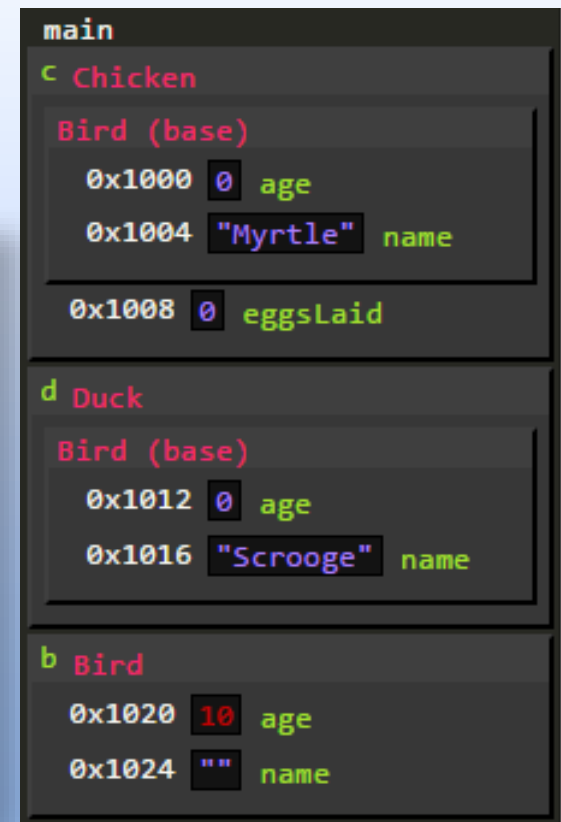 main
c Chicken
Bird (base)
0x1000 0 age
0x1004 "Myrtle" name
0x1008 0 eggsLaid
d Duck
Bird (base)
0x1012 0 age
0x1016 "Scrooge" name
b Bird
0x1020 10 age
0x1024 "" name